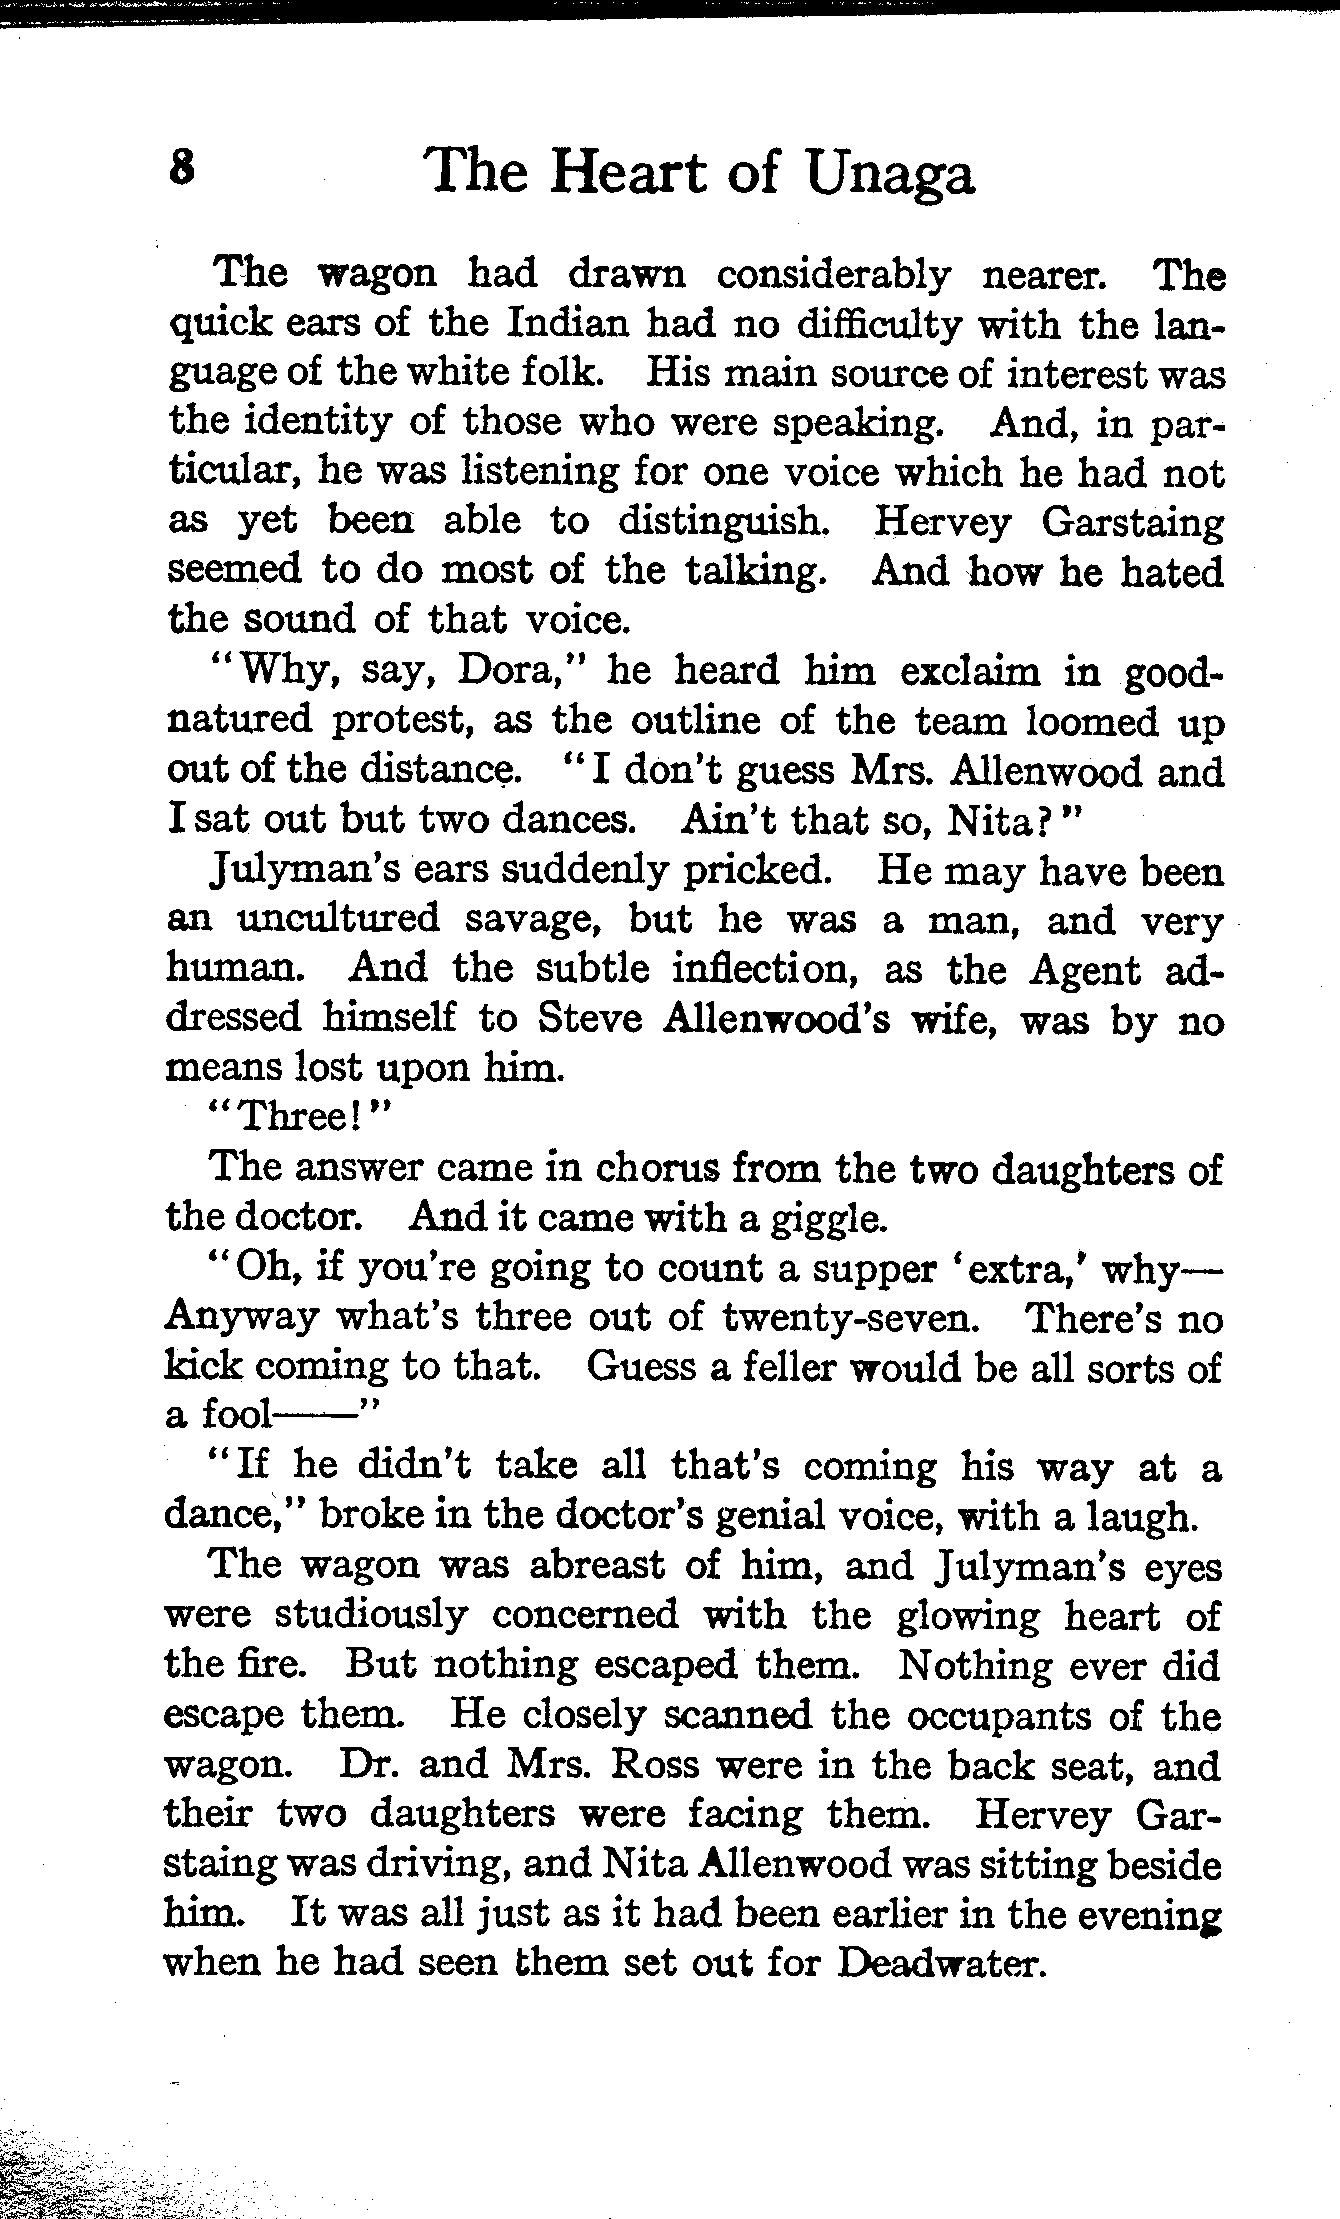 8 The Heart of Unaga
The wagon had drawn considerably nearer. The
quick ears of the Indian had no difficulty with the lan-
guage of the white folk. His main source of interest was
the identity of those who were speaking. And, in par-
ticular, he was listening for one voice which he had not
as yet been able to distinguish. Hervey Garstaing
seemed to do most of the talking. And how he hated
the sound of that voice.
"Why, say, Dora," he heard him exclaim in good-
natured protest, as the outline of the team loomed up
out of the distance. "I don't guess Mrs. Allenwood and
I sat out but two dances. Ain't that so, Nita?"
Julyman's ears suddenly pricked. He may have been
an uncultured savage, but he was a man, and very
human. And the subtle inflection, as the Agent ad-
dressed himself to Steve Allenwood's wife, was by no
means lost upon him.
"Three!"
The answer came in chorus from the two daughters of
the doctor. And it came with a giggle.
"Oh, if you're going to count a supper 'extra,' why—
Anyway what's three out of twenty-seven. There's no
kick coming to that. Guess a feller would be all sorts of
a fool——"
"If he didn't take all that's coming his way at a
dance," broke in the doctor's genial voice, with a laugh.
The wagon was abreast of him, and Julyman's eyes
were studiously concerned with the glowing heart of
the fire. But nothing escaped them. Nothing ever did
escape them. He closely scanned the occupants of the
wagon. Dr. and Mrs. Ross were in the back seat, and
their two daughters were facing them. Hervey Gar-
staing was driving, and Nita Allenwood was sitting beside
him. It was all just as it had been earlier in the evening
when he had seen them set out for Deadwater.